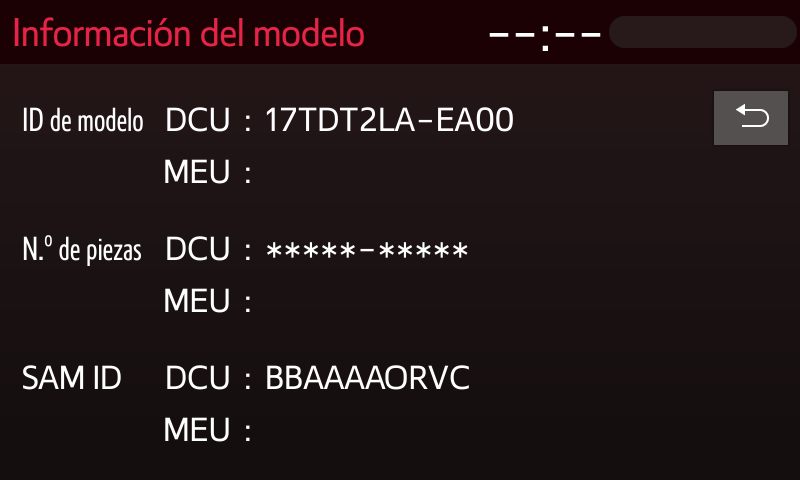 Información del modelo --:--
ID de modelo DCU : 17TDT2LA-EA00
MEU :
N.º de piezas DCU : *****-*****
MEU :
SAM ID DCU : BBAAAAORVC
MEU :